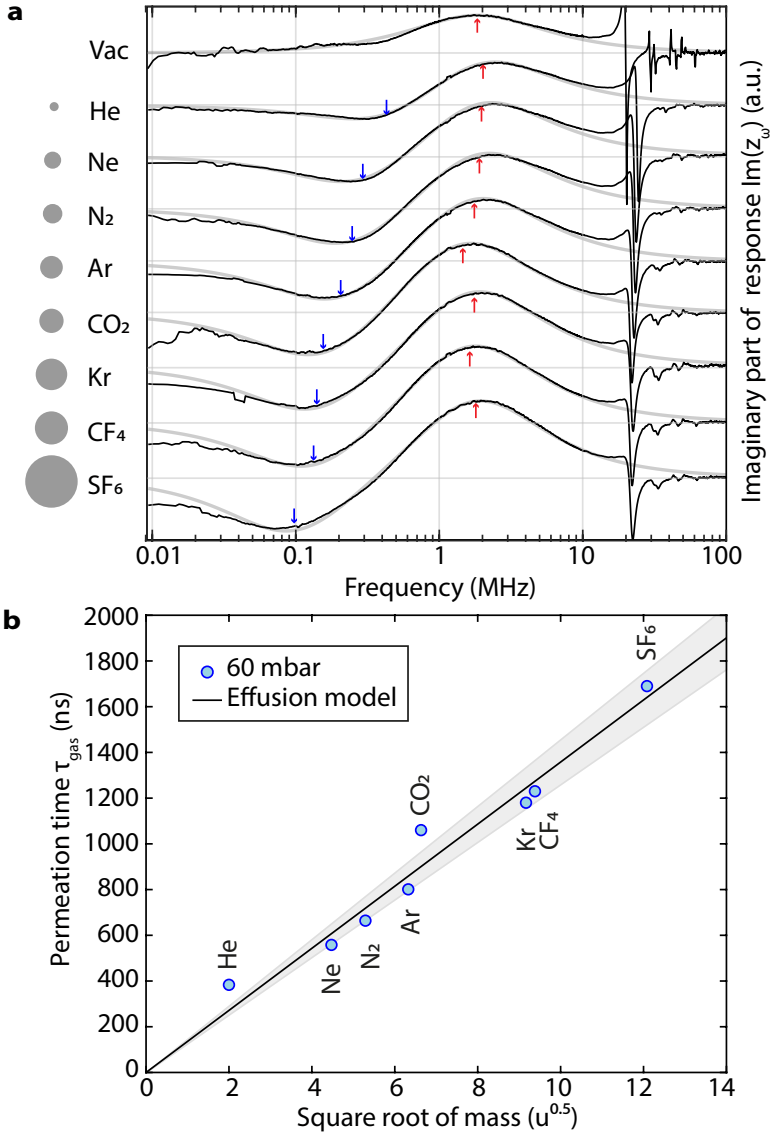 a
Vac
He
Ne
N₂
Ar
CO₂
Kr
CF₄
SF₆
Imaginary part of response Im(z_ω) (a.u.)
0.01 0.1 1 10 100
Frequency (MHz)
b
2000
1800
1600
1400
1200
1000
800
600
400
200
0
Permeation time τ_gas (ns)
60 mbar
Effusion model
He
Ne
N₂
Ar
CO₂
Kr
CF₄
SF₆
0 2 4 6 8 10 12 14
Square root of mass (u^0.5)